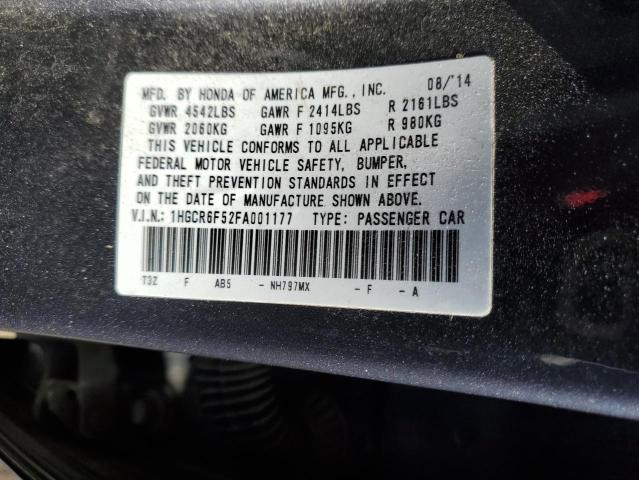 MFD. BY HONDA OF AMERICA MFG., INC. 08/'14
GVWR 4542LBS GAWR F 2414LBS R 2161LBS
GVWR 2060KG GAWR F 1095KG R 980KG
THIS VEHICLE CONFORMS TO ALL APPLICABLE
FEDERAL MOTOR VEHICLE SAFETY, BUMPER,
AND THEFT PREVENTION STANDARDS IN EFFECT
ON THE DATE OF MANUFACTURE SHOWN ABOVE.
V.I.N.: 1HGCR6F52FA001177 TYPE: PASSENGER CAR
T3Z F AB5 - NH797MX - F - A